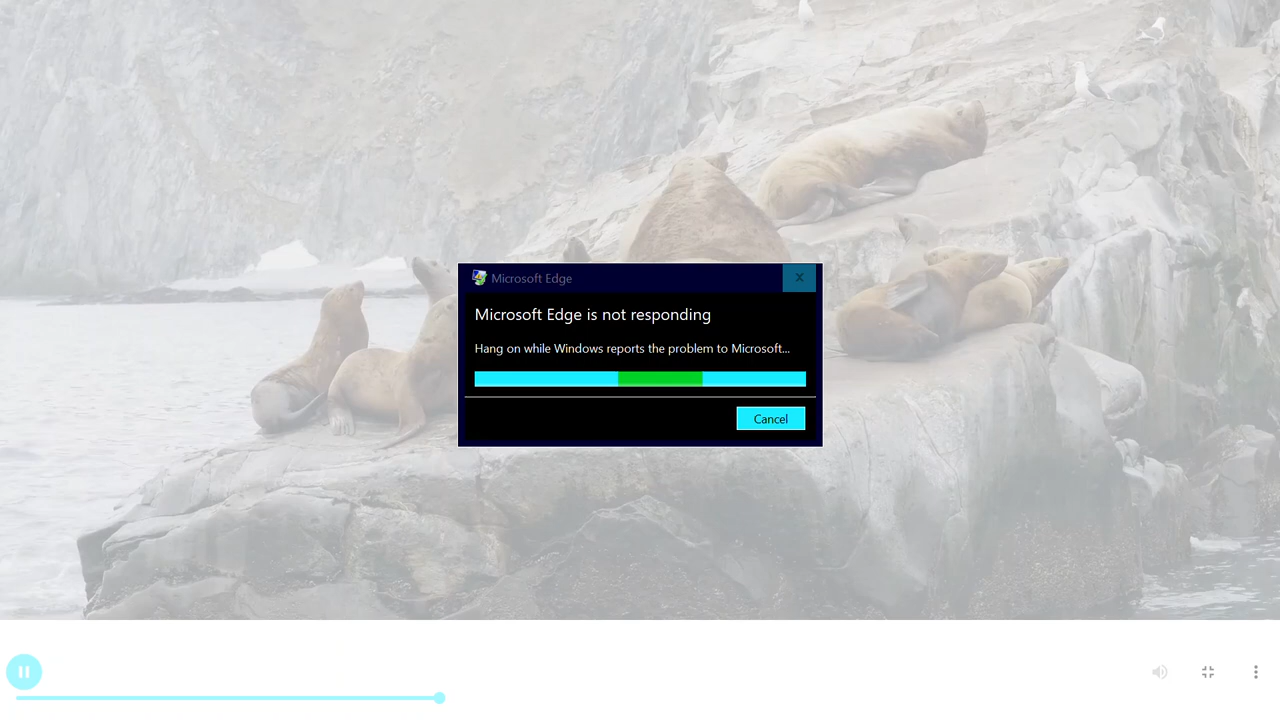 Microsoft Edge
Microsoft Edge is not responding
Hang on while Windows reports the problem to Microsoft...
Cancel